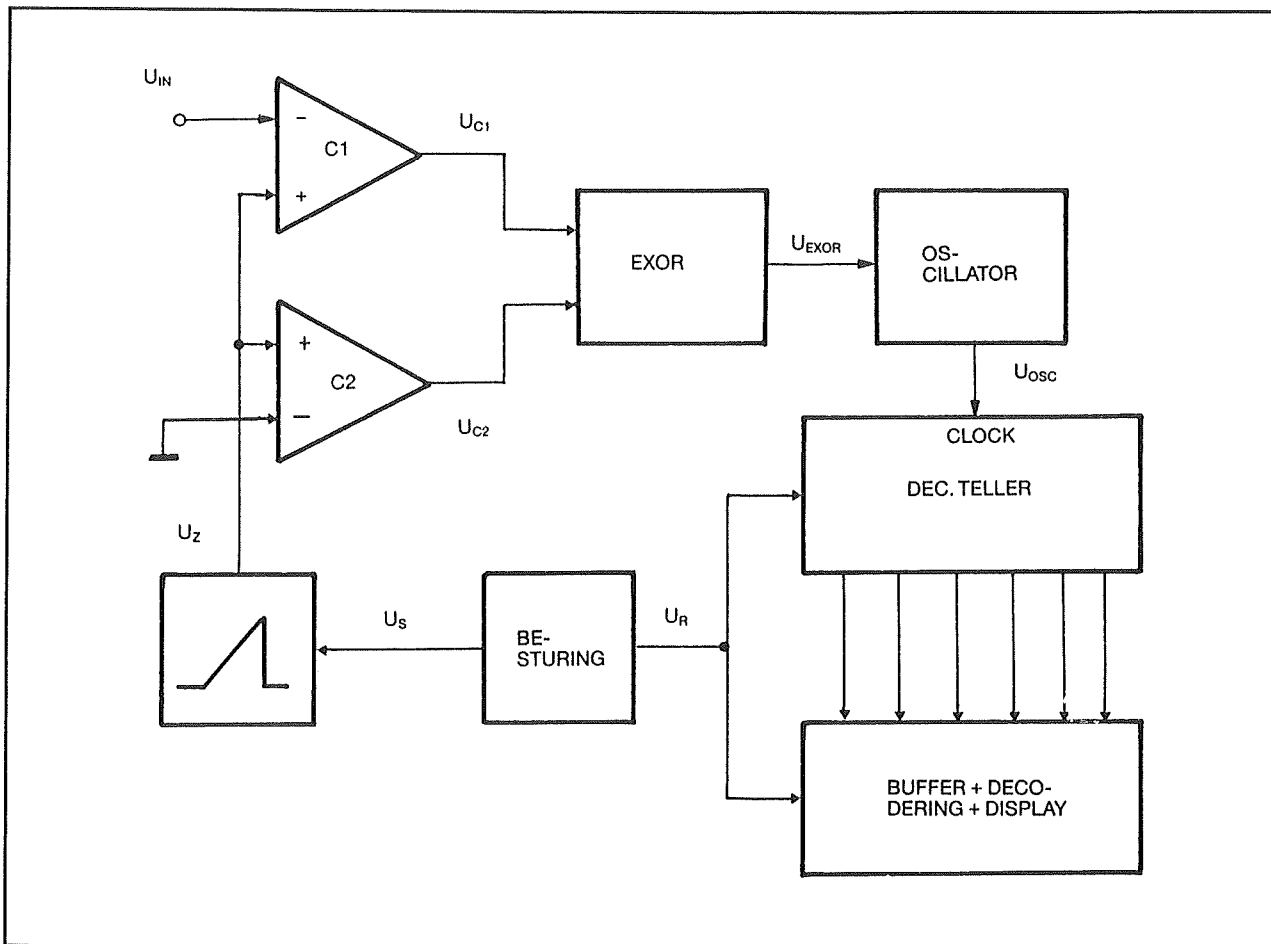 U_IN
−
C1
+
U_C1
EXOR
U_EXOR
OS-
CILLATOR
+
C2
−
U_C2
U_OSC
CLOCK
DEC. TELLER
U_Z
U_S
BE-
STURING
U_R
BUFFER + DECO-
DERING + DISPLAY